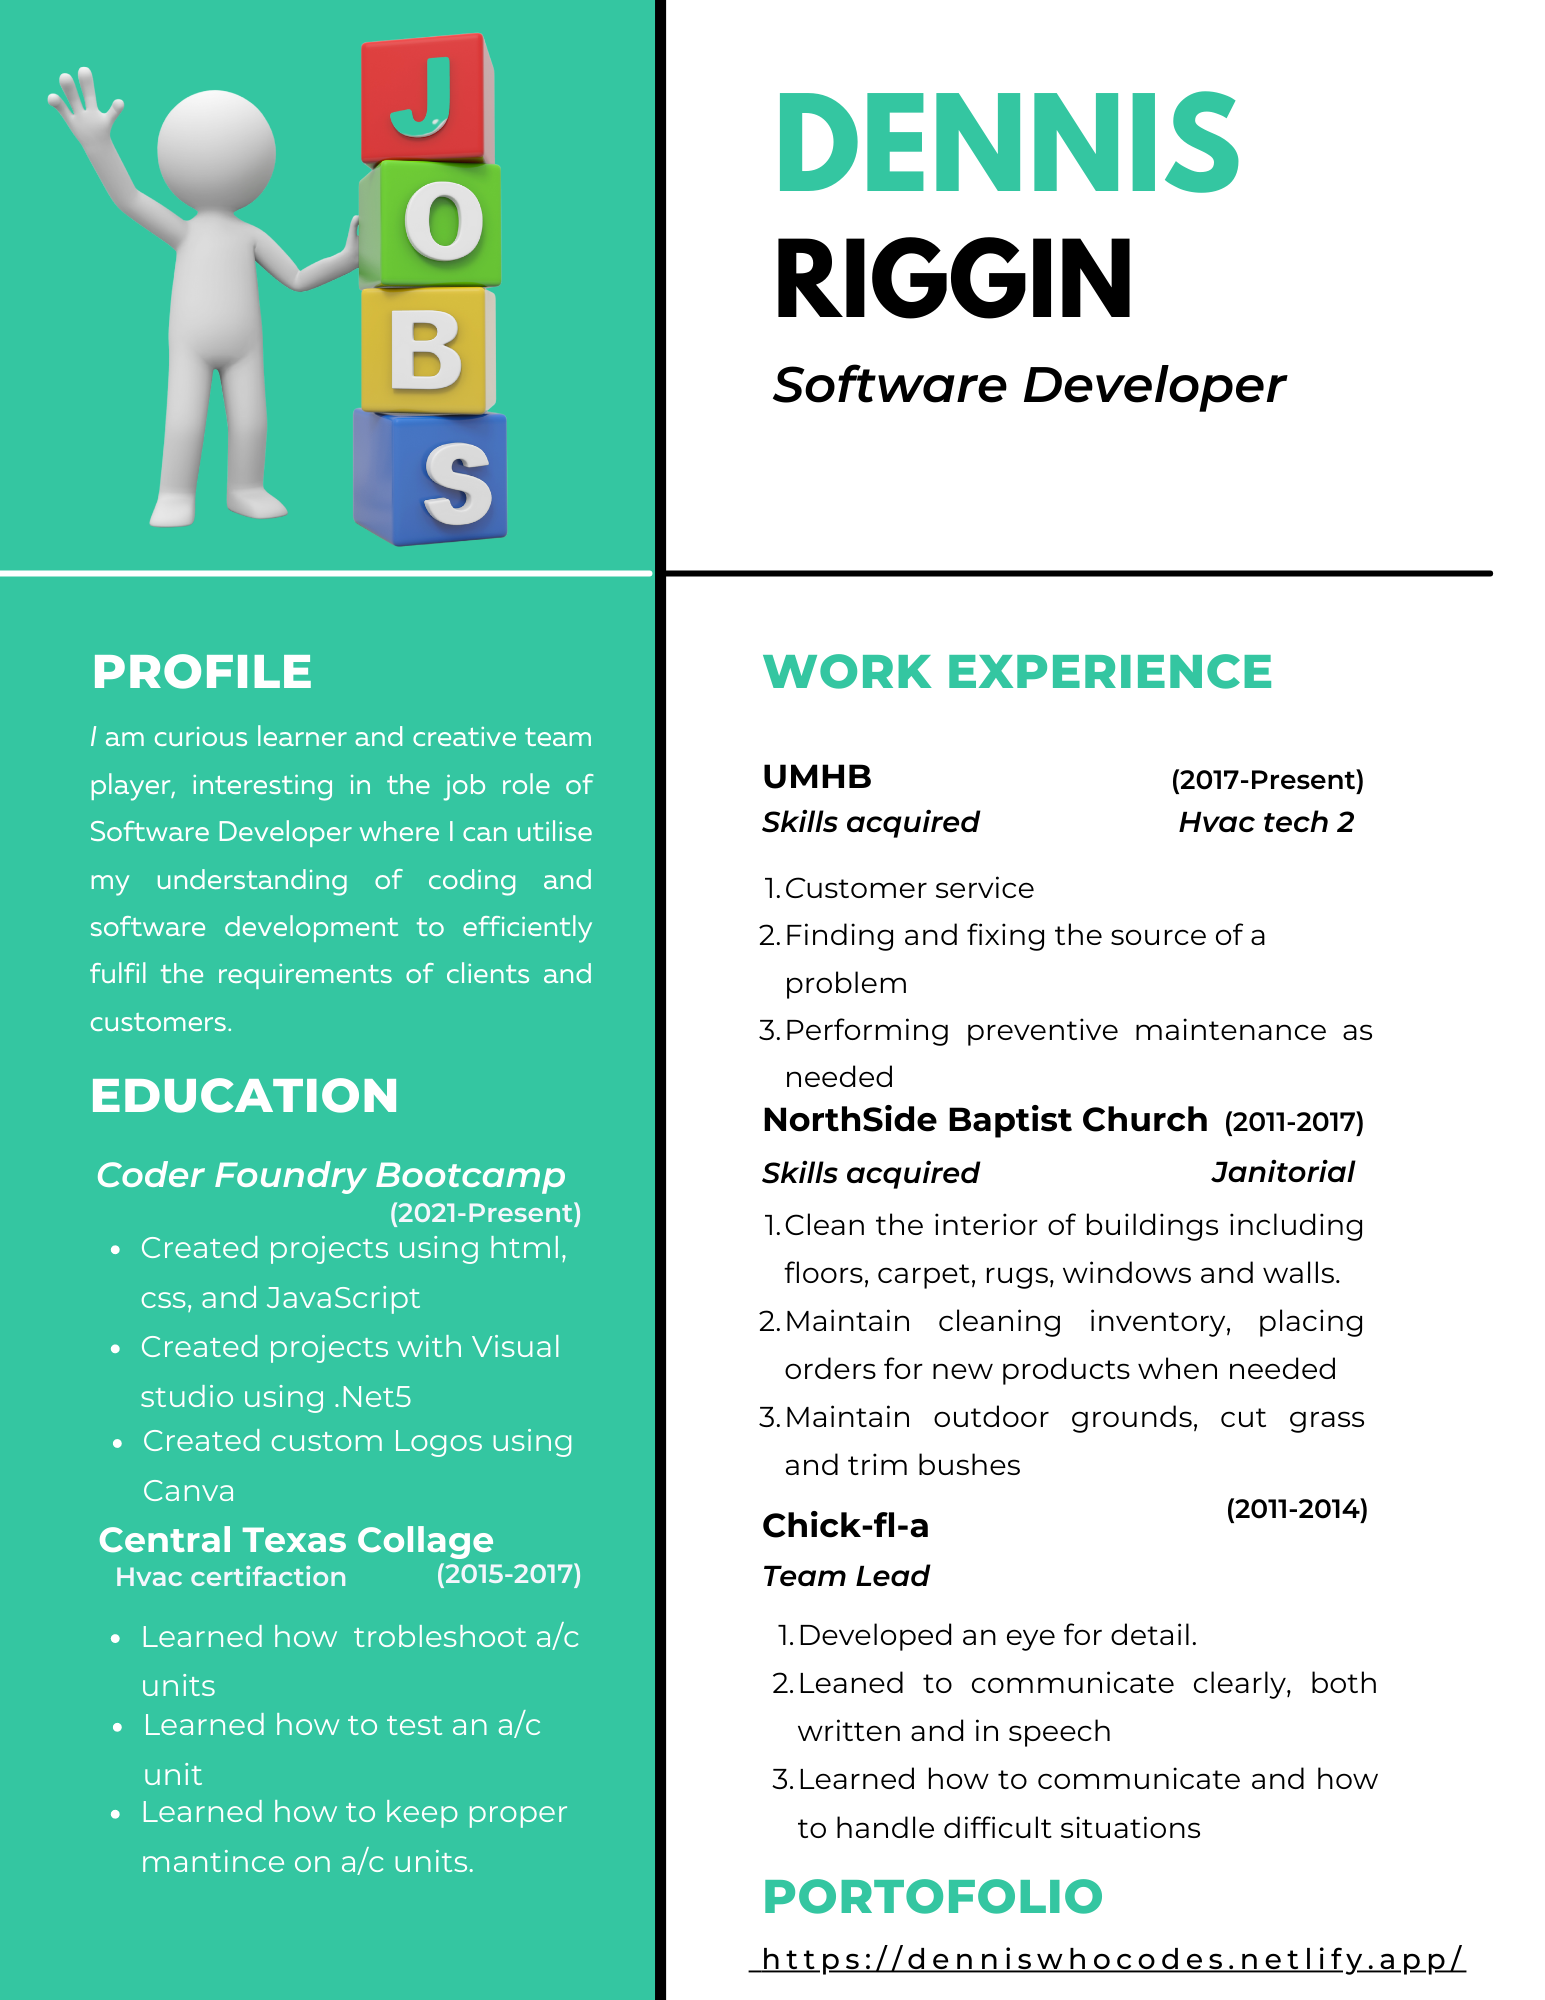 J
O
B
S
DENNIS
RIGGIN
Software Developer
PROFILE
I am curious learner and creative team
player, interesting in the job role of
Software Developer where I can utilise
my understanding of coding and
software development to efficiently
fulfil the requirements of clients and
customers.
EDUCATION
Coder Foundry Bootcamp
(2021-Present)
• Created projects using html,
css, and JavaScript
• Created projects with Visual
studio using .Net5
• Created custom Logos using
Canva
Central Texas Collage
Hvac certifaction (2015-2017)
• Learned how trobleshoot a/c
units
• Learned how to test an a/c
unit
• Learned how to keep proper
mantince on a/c units.
WORK EXPERIENCE
UMHB (2017-Present)
Skills acquired Hvac tech 2
1. Customer service
2. Finding and fixing the source of a
problem
3. Performing preventive maintenance as
needed
NorthSide Baptist Church (2011-2017)
Skills acquired Janitorial
1. Clean the interior of buildings including
floors, carpet, rugs, windows and walls.
2. Maintain cleaning inventory, placing
orders for new products when needed
3. Maintain outdoor grounds, cut grass
and trim bushes
Chick-fl-a (2011-2014)
Team Lead
1. Developed an eye for detail.
2. Leaned to communicate clearly, both
written and in speech
3. Learned how to communicate and how
to handle difficult situations
PORTOFOLIO
https://denniswhocodes.netlify.app/